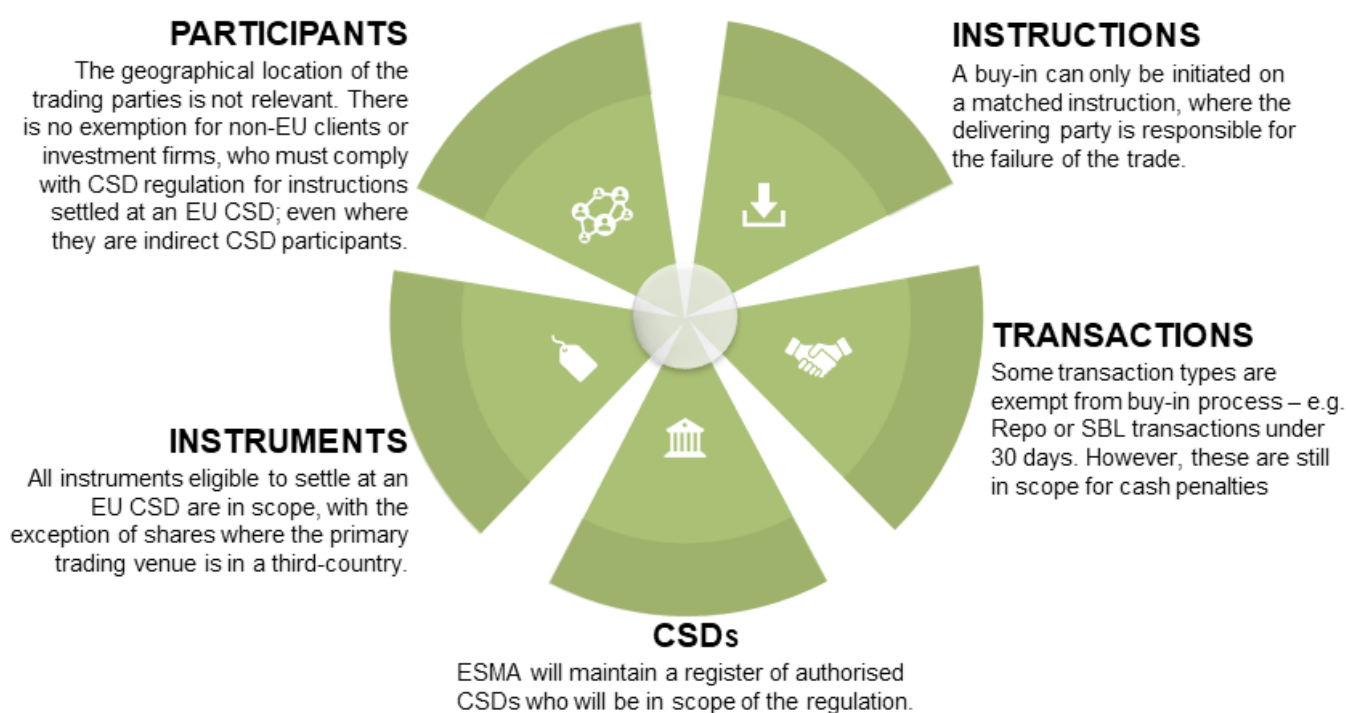 PARTICIPANTS
The geographical location of the
trading parties is not relevant. There
is no exemption for non-EU clients or
investment firms, who must comply
with CSD regulation for instructions
settled at an EU CSD; even where
they are indirect CSD participants.
INSTRUCTIONS
A buy-in can only be initiated on
a matched instruction, where the
delivering party is responsible for
the failure of the trade.
TRANSACTIONS
Some transaction types are
exempt from buy-in process – e.g.
Repo or SBL transactions under
30 days. However, these are still
in scope for cash penalties
INSTRUMENTS
All instruments eligible to settle at an
EU CSD are in scope, with the
exception of shares where the primary
trading venue is in a third-country.
CSDs
ESMA will maintain a register of authorised
CSDs who will be in scope of the regulation.